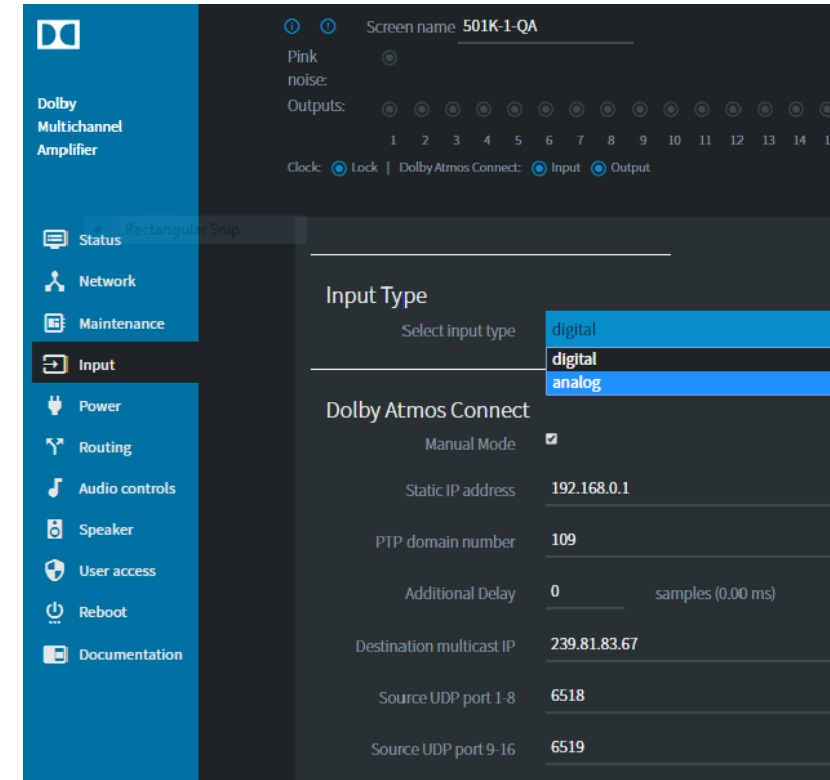 Screen name 501K-1-QA
Pink
noise:
Outputs:
1 2 3 4 5 6 7 8 9 10 11 12 13 14
Clock: Lock | Dolby Atmos Connect: Input Output
Dolby
Multichannel
Amplifier
Rectangular Snip
Status
Network
Maintenance
Input
Power
Routing
Audio controls
Speaker
User access
Reboot
Documentation
Input Type
Select input type digital
digital
analog
Dolby Atmos Connect
Manual Mode
Static IP address 192.168.0.1
PTP domain number 109
Additional Delay 0 samples (0.00 ms)
Destination multicast IP 239.81.83.67
Source UDP port 1-8 6518
Source UDP port 9-16 6519